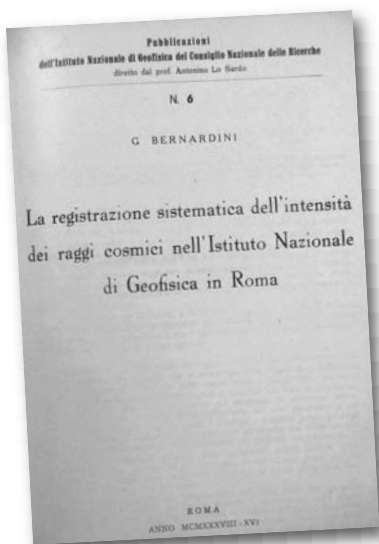 Pubblicazioni
dell'Istituto Nazionale di Geofisica del Consiglio Nazionale delle Ricerche
diretto dal prof. Antonino Lo Surdo
N. 6
G. BERNARDINI
La registrazione sistematica dell'intensità
dei raggi cosmici nell'Istituto Nazionale
di Geofisica in Roma
ROMA
ANNO MCMXXXVIII - XVI